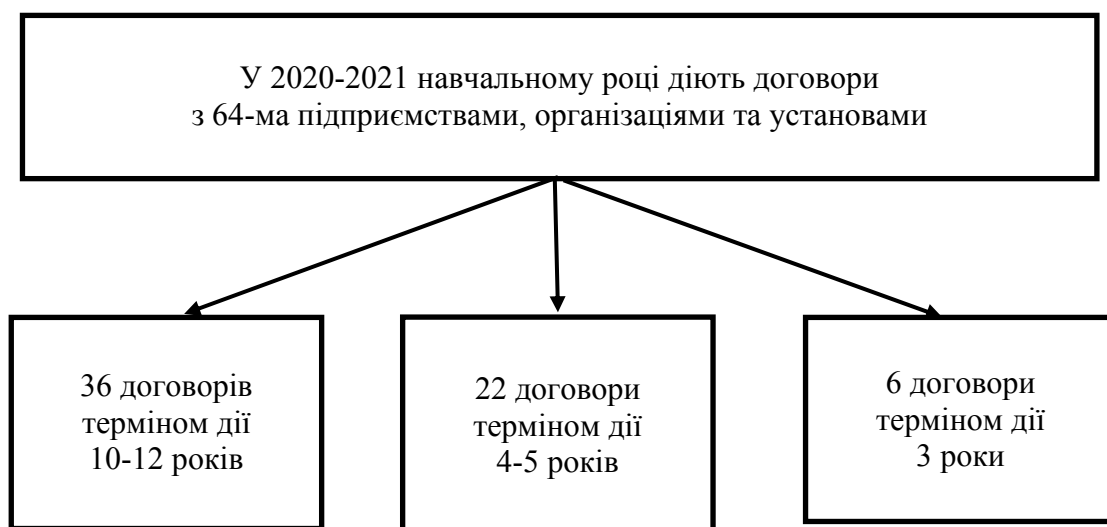 У 2020-2021 навчальному році діють договори
з 64-ма підприємствами, організаціями та установами
36 договорів
терміном дії
10-12 років
22 договори
терміном дії
4-5 років
6 договори
терміном дії
3 роки